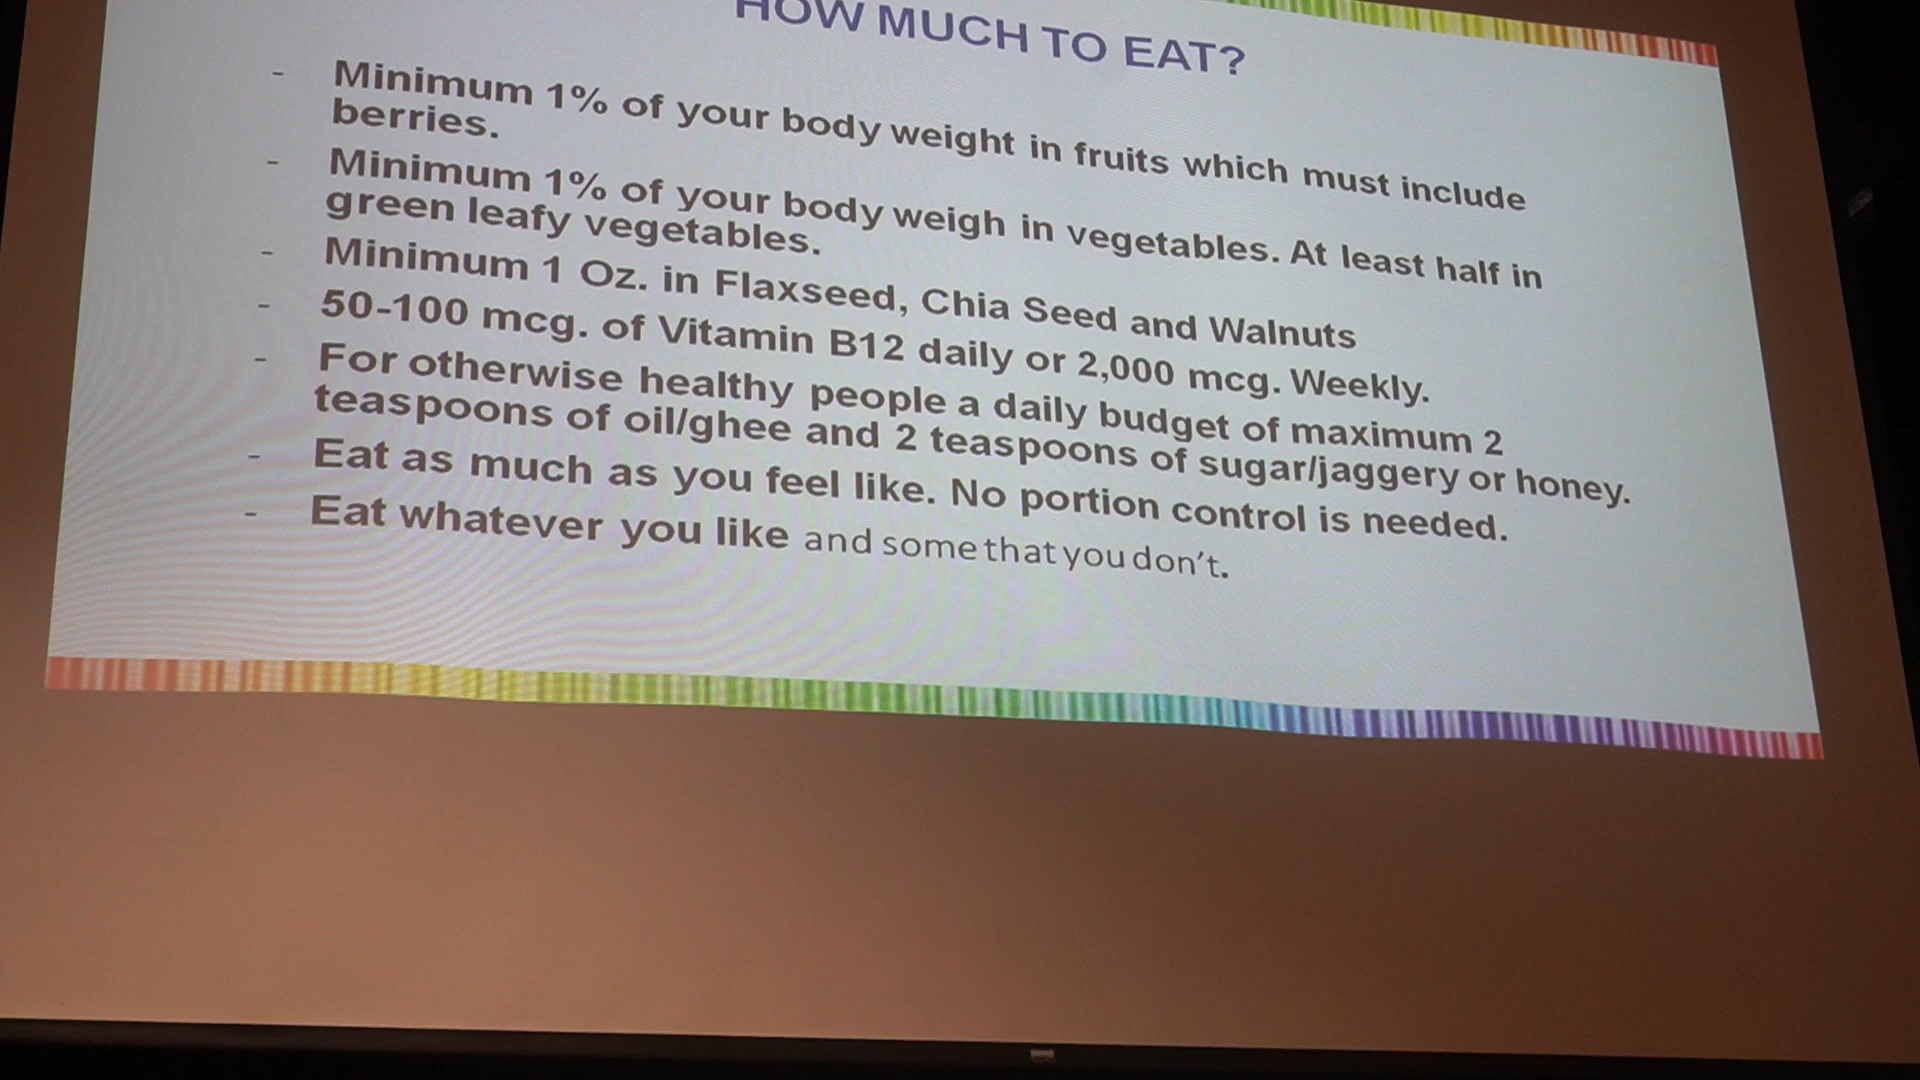 HOW MUCH TO EAT?
- Minimum 1% of your body weight in fruits which must include
berries.
- Minimum 1% of your body weigh in vegetables. At least half in
green leafy vegetables.
- Minimum 1 Oz. in Flaxseed, Chia Seed and Walnuts
- 50-100 mcg. of Vitamin B12 daily or 2,000 mcg. Weekly.
- For otherwise healthy people a daily budget of maximum 2
teaspoons of oil/ghee and 2 teaspoons of sugar/jaggery or honey.
- Eat as much as you feel like. No portion control is needed.
- Eat whatever you like and some that you don't.